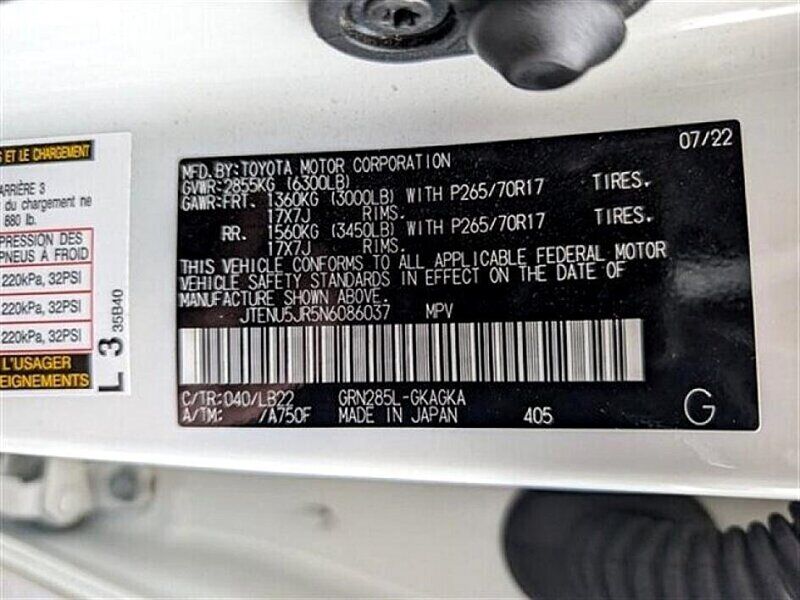 S ET LE CHARGEMENT
ARRIÈRE 3
du chargement ne
880 lb.
PRESSION DES
PNEUS À FROID
220kPa, 32PSI
220kPa, 32PSI
220kPa, 32PSI
L'USAGER
SEIGNEMENTS
L 3
35B40
07/22
MFD. BY: TOYOTA MOTOR CORPORATION
GVWR: 2855KG (6300LB)
GAWR: FRT. 1360KG (3000LB) WITH P265/70R17 TIRES.
17X7J RIMS.
RR. 1560KG (3450LB) WITH P265/70R17 TIRES.
17X7J RIMS.
THIS VEHICLE CONFORMS TO ALL APPLICABLE FEDERAL MOTOR
VEHICLE SAFETY STANDARDS IN EFFECT ON THE DATE OF
MANUFACTURE SHOWN ABOVE.
JTENU5JR5N6086037 MPV
C/TR: 040/LB22 GRN285L-GKAGKA
A/TM: /A750F MADE IN JAPAN 405 G